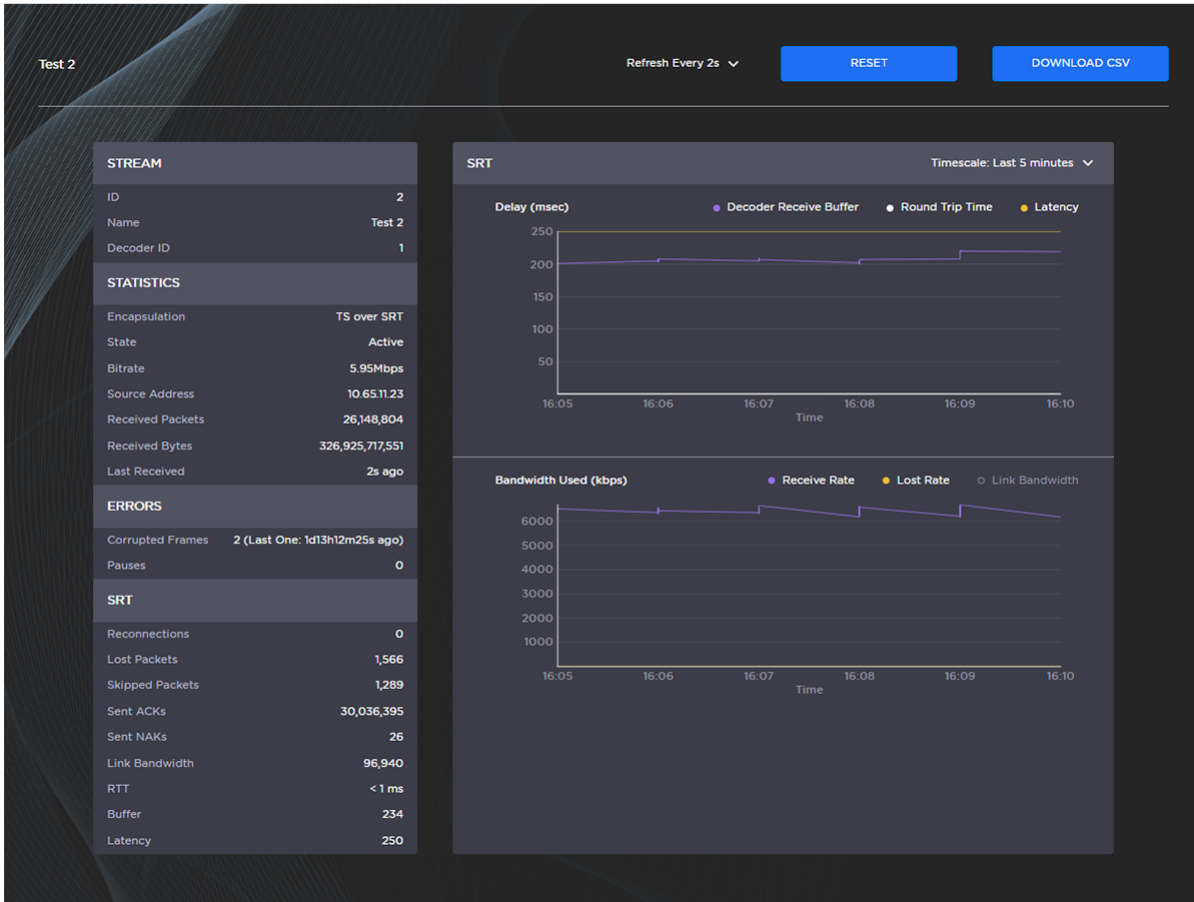 Test 2
Refresh Every 2s
RESET
DOWNLOAD CSV
STREAM
ID 2
Name Test 2
Decoder ID 1
STATISTICS
Encapsulation TS over SRT
State Active
Bitrate 5.95Mbps
Source Address 10.65.11.23
Received Packets 26,148,804
Received Bytes 326,925,717,551
Last Received 2s ago
ERRORS
Corrupted Frames 2 (Last One: 1d13h12m25s ago)
Pauses 0
SRT
Reconnections 0
Lost Packets 1,566
Skipped Packets 1,289
Sent ACKs 30,036,395
Sent NAKs 26
Link Bandwidth 96,940
RTT < 1 ms
Buffer 234
Latency 250
SRT Timescale: Last 5 minutes
Delay (msec) Decoder Receive Buffer Round Trip Time Latency
250
200
150
100
50
16:05 16:06 16:07 16:08 16:09 16:10
Time
Bandwidth Used (kbps) Receive Rate Lost Rate Link Bandwidth
6000
5000
4000
3000
2000
1000
16:05 16:06 16:07 16:08 16:09 16:10
Time